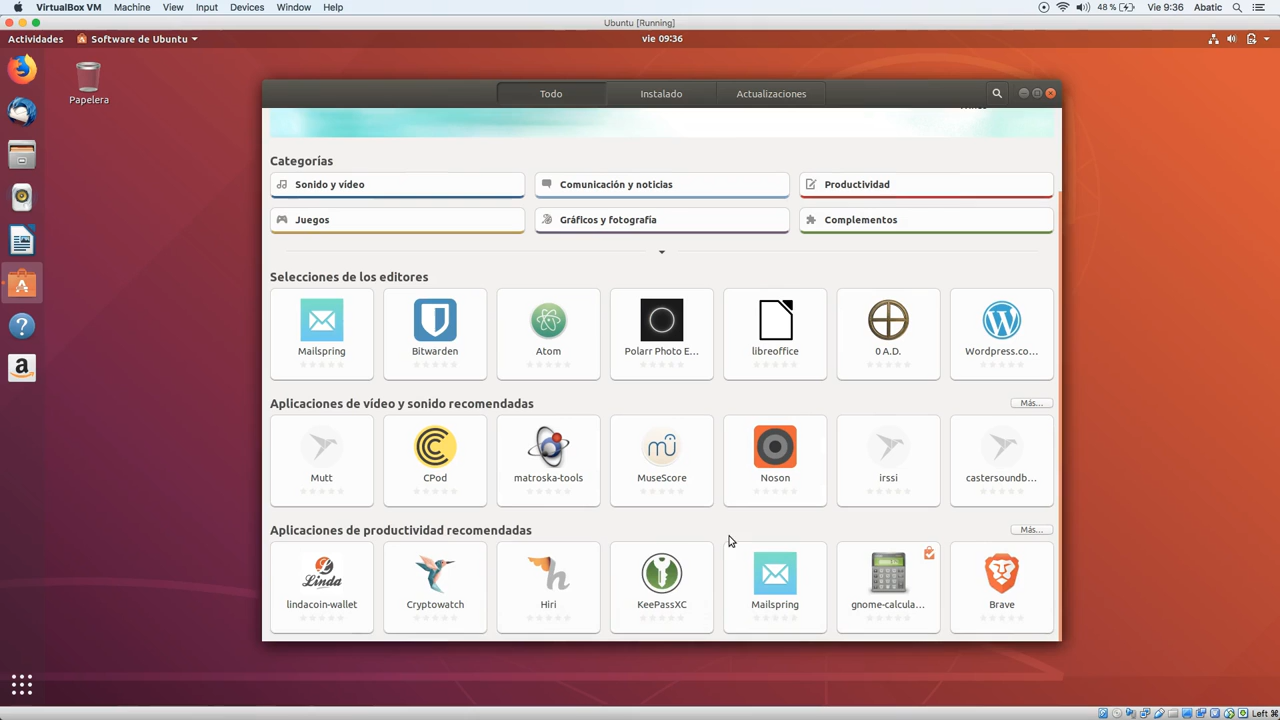 VirtualBox VM Machine View Input Devices Window Help 48 % Vie 9:36 Abatic
Ubuntu [Running]
Actividades Software de Ubuntu vie 09:36
Papelera
Todo Instalado Actualizaciones
Categorías
Sonido y vídeo Comunicación y noticias Productividad
Juegos Gráficos y fotografía Complementos
Selecciones de los editores
Mailspring Bitwarden Atom Polarr Photo E... libreoffice 0 A.D. Wordpress.co...
Aplicaciones de vídeo y sonido recomendadas Más...
Mutt CPod matroska-tools MuseScore Noson irssi castersoundb...
Aplicaciones de productividad recomendadas Más...
Linda
lindacoin-wallet Cryptowatch Hiri KeePassXC Mailspring gnome-calcula... Brave
Left ⌘